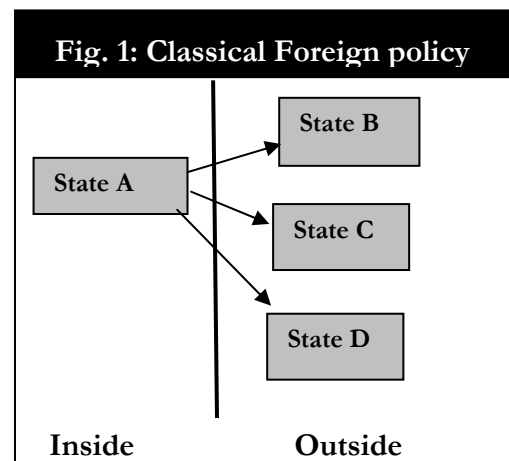 Fig. 1: Classical Foreign policy
State B
State A
State C
State D
Inside Outside